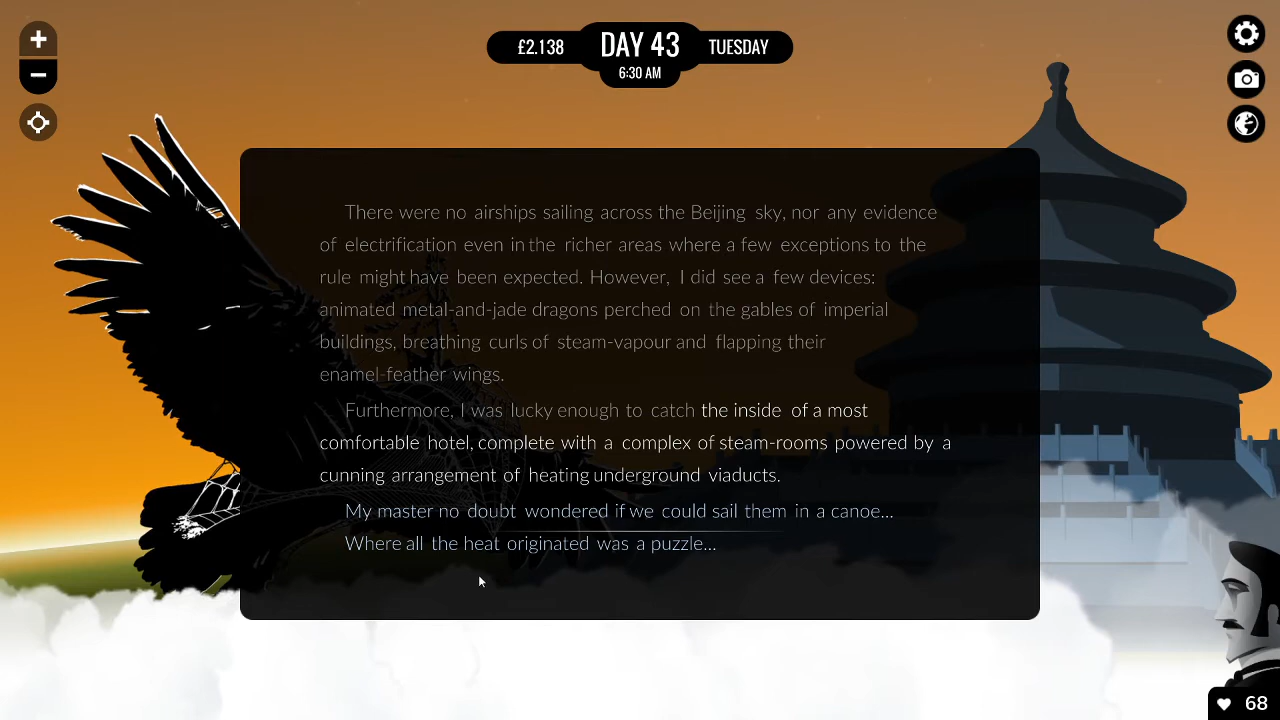 £2.138
DAY 43
TUESDAY
6:30 AM
There were no airships sailing across the Beijing sky, nor any evidence
of electrification even in the richer areas where a few exceptions to the
rule might have been expected. However, I did see a few devices:
animated metal-and-jade dragons perched on the gables of imperial
buildings, breathing curls of steam-vapour and flapping their
enamel-feather wings.
Furthermore, I was lucky enough to catch the inside of a most
comfortable hotel, complete with a complex of steam-rooms powered by a
cunning arrangement of heating underground viaducts.
My master no doubt wondered if we could sail them in a canoe...
Where all the heat originated was a puzzle...
68